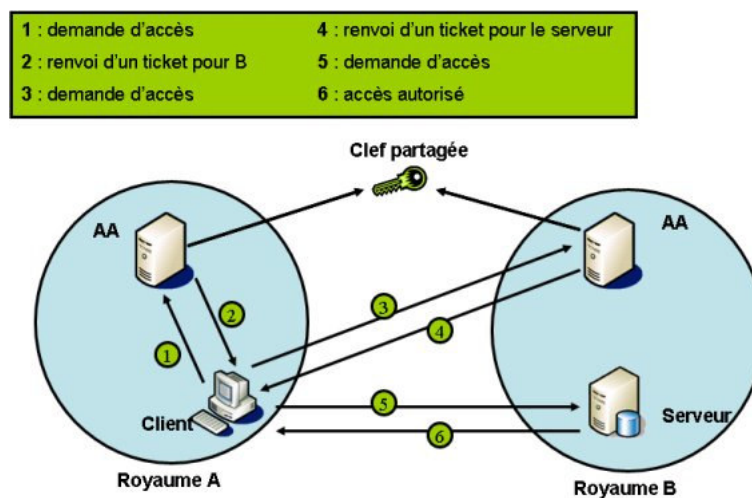 1 : demande d'accès
2 : renvoi d'un ticket pour B
3 : demande d'accès
4 : renvoi d'un ticket pour le serveur
5 : demande d'accès
6 : accès autorisé
Clef partagée
AA
AA
3
2
4
1
5
Client
Serveur
6
Royaume A
Royaume B